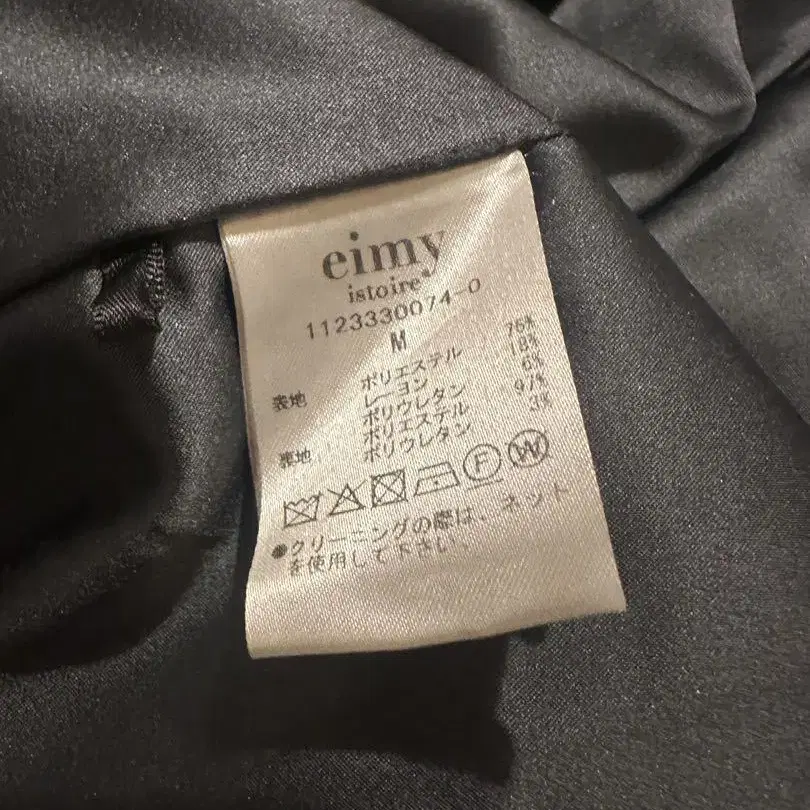 eimy
istoire
1123330074-0
M
表地 ポリエステル 76%
レーヨン 18%
ポリウレタン 6%
裏地 ポリエステル 97%
ポリウレタン 3%
F W
●クリーニングの際は、ネット
を使用して下さい。